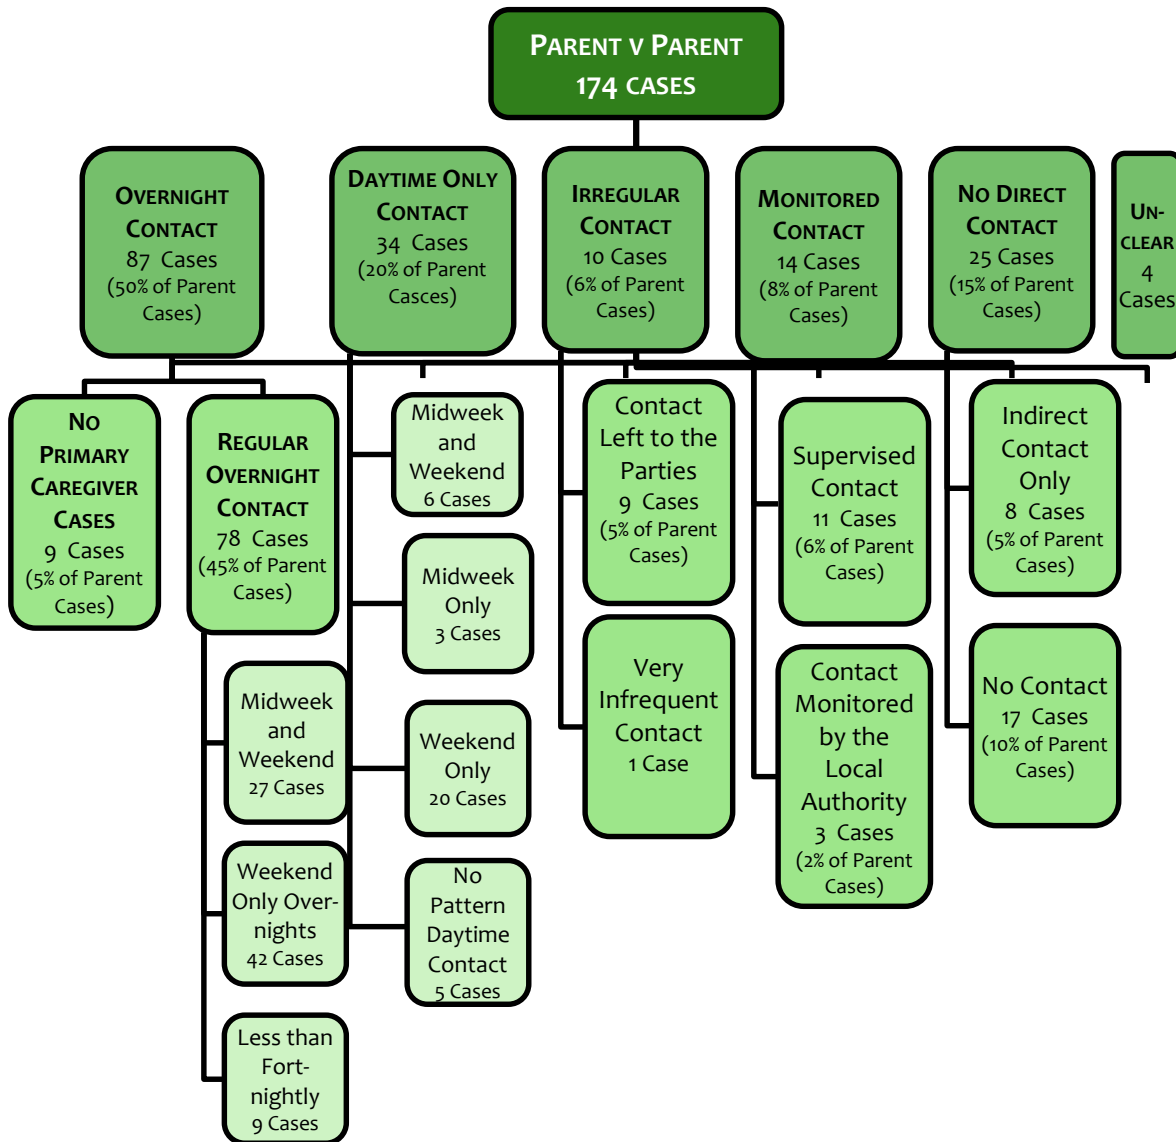 PARENT V PARENT
174 CASES
OVERNIGHT
CONTACT
87 Cases
(50% of Parent
Cases)
DAYTIME ONLY
CONTACT
34 Cases
(20% of Parent
Casces)
IRREGULAR
CONTACT
10 Cases
(6% of Parent
Cases)
MONITORED
CONTACT
14 Cases
(8% of Parent
Cases)
NO DIRECT
CONTACT
25 Cases
(15% of Parent
Cases)
UN-
CLEAR
4
Cases
NO
PRIMARY
CAREGIVER
CASES
9 Cases
(5% of Parent
Cases)
REGULAR
OVERNIGHT
CONTACT
78 Cases
(45% of Parent
Cases)
Midweek
and
Weekend
27 Cases
Weekend
Only Over-
nights
42 Cases
Less than
Fort-
nightly
9 Cases
Midweek
and
Weekend
6 Cases
Midweek
Only
3 Cases
Weekend
Only
20 Cases
No
Pattern
Daytime
Contact
5 Cases
Contact
Left to the
Parties
9 Cases
(5% of Parent
Cases)
Very
Infrequent
Contact
1 Case
Supervised
Contact
11 Cases
(6% of Parent
Cases)
Contact
Monitored
by the
Local
Authority
3 Cases
(2% of Parent
Cases)
Indirect
Contact
Only
8 Cases
(5% of Parent
Cases)
No Contact
17 Cases
(10% of Parent
Cases)